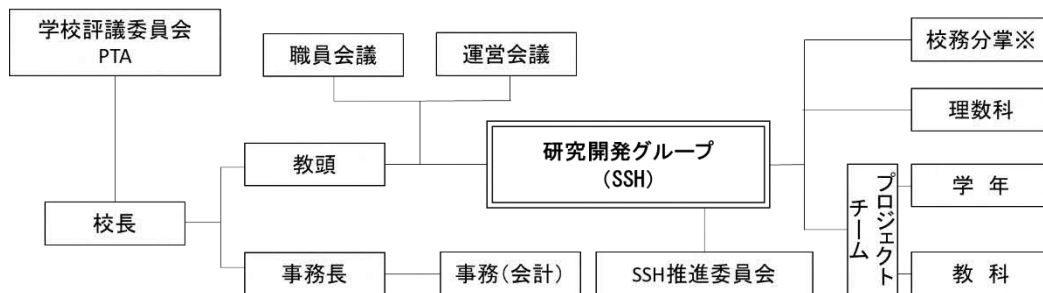 学校評議委員会
PTA
職員会議
運営会議
校務分掌※
理数科
研究開発グループ
(SSH)
教頭
プロジェクト
チーム
学 年
校長
事務長
事務(会計)
SSH推進委員会
教 科